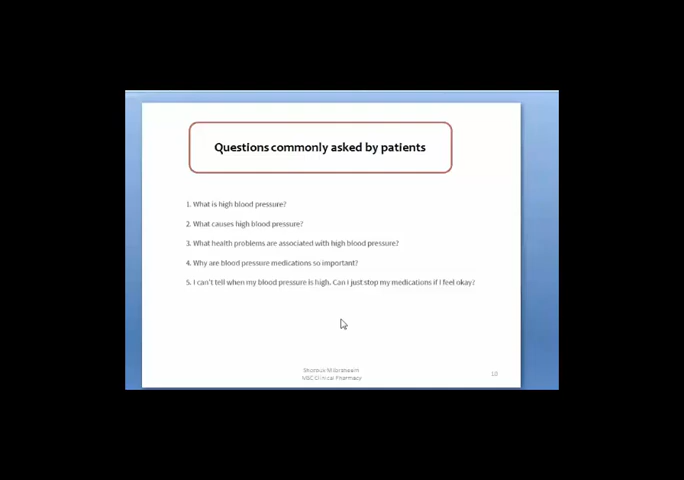 Questions commonly asked by patients
1. What is high blood pressure?
2. What causes high blood pressure?
3. What health problems are associated with high blood pressure?
4. Why are blood pressure medications so important?
5. I can't tell when my blood pressure is high. Can I just stop my medications if I feel okay?
Clinical Pharmacy